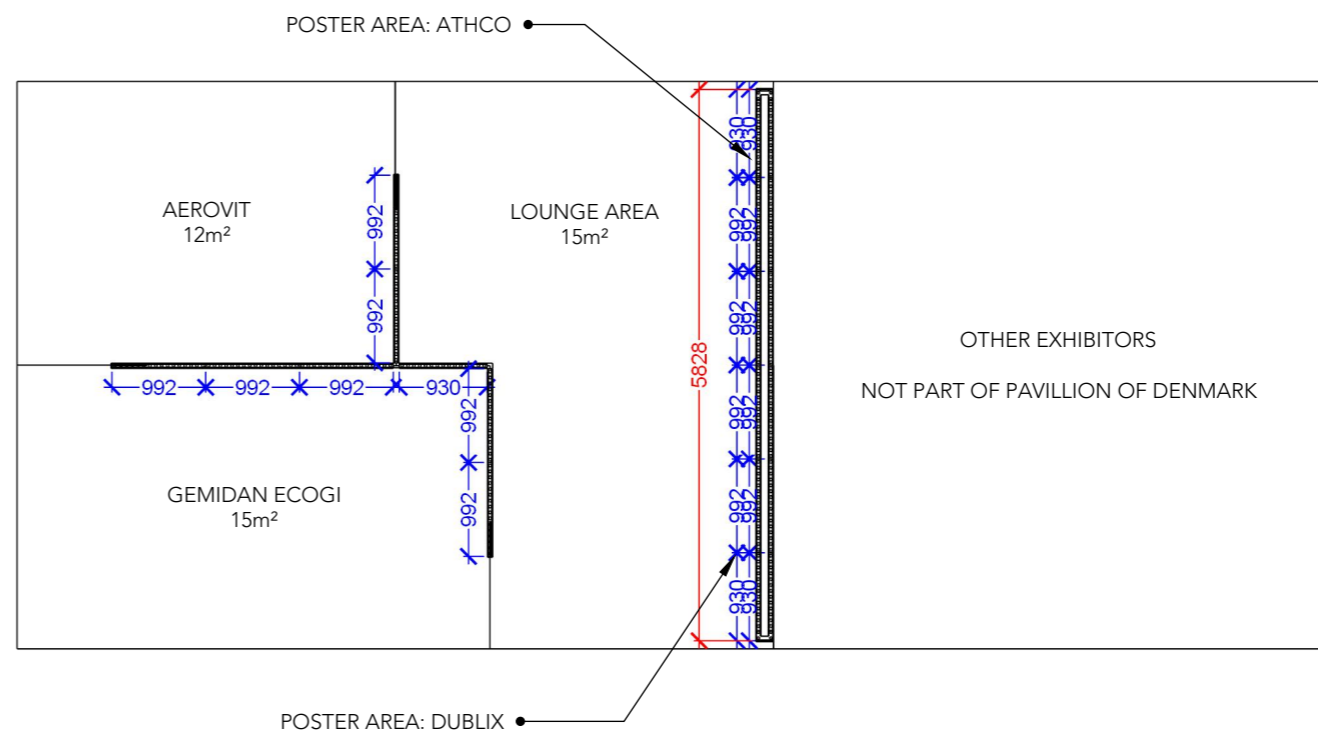 POSTER AREA: ATHCO
930
930
AEROVIT
12m²
992
992
LOUNGE AREA
15m²
992
992
992
992
992
992
992
992
930
930
5828
OTHER EXHIBITORS
NOT PART OF PAVILLION OF DENMARK
992
992
992
930
992
992
GEMIDAN ECOGI
15m²
POSTER AREA: DUBLIX